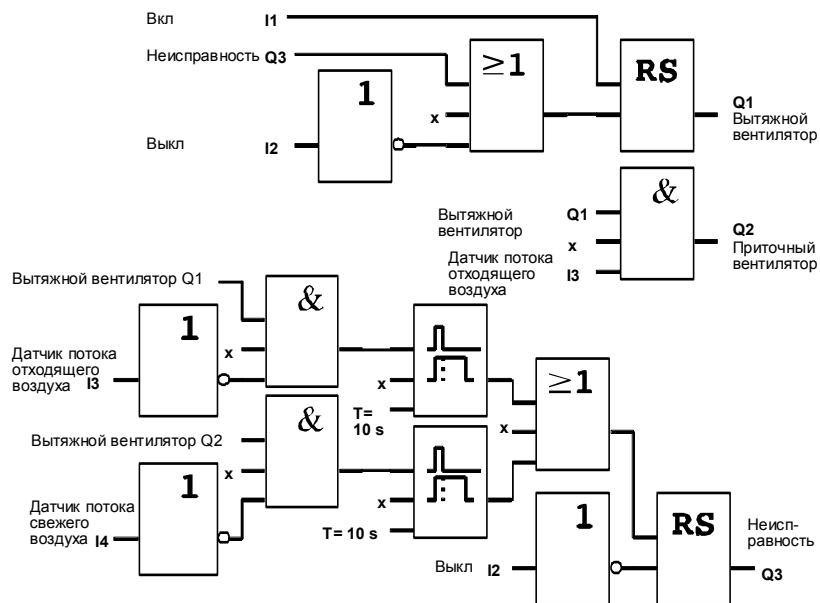 Вкл I1
Неисправность Q3
≥1
RS
1
x
Q1
Вытяжной
вентилятор
Выкл I2
&
Вытяжной
вентилятор
Q1
x
Q2
Приточный
вентилятор
Датчик потока
отходящего
воздуха
I3
Вытяжной вентилятор Q1
&
1
x
Датчик потока
отходящего
воздуха I3
x
≥1
T=
10 s
x
&
Вытяжной вентилятор Q2
x
1
x
Датчик потока
свежего
воздуха I4
T= 10 s
1
RS
Неисп-
равность
Выкл I2
Q3